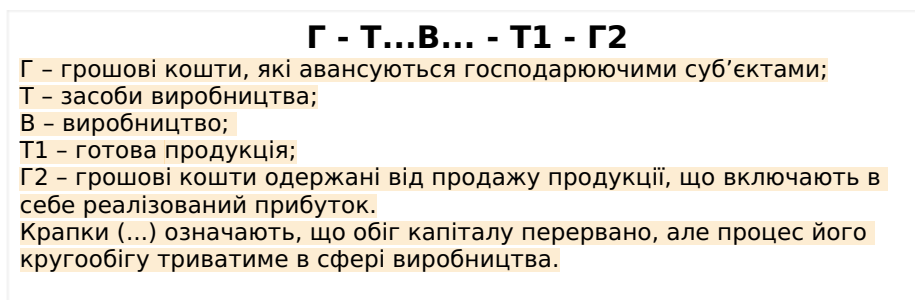 Г - Т...В... - Т1 - Г2
Г – грошові кошти, які авансуються господарюючими суб’єктами;
Т – засоби виробництва;
В – виробництво;
Т1 – готова продукція;
Г2 – грошові кошти одержані від продажу продукції, що включають в
себе реалізований прибуток.
Крапки (...) означають, що обіг капіталу перервано, але процес його
кругообігу триватиме в сфері виробництва.